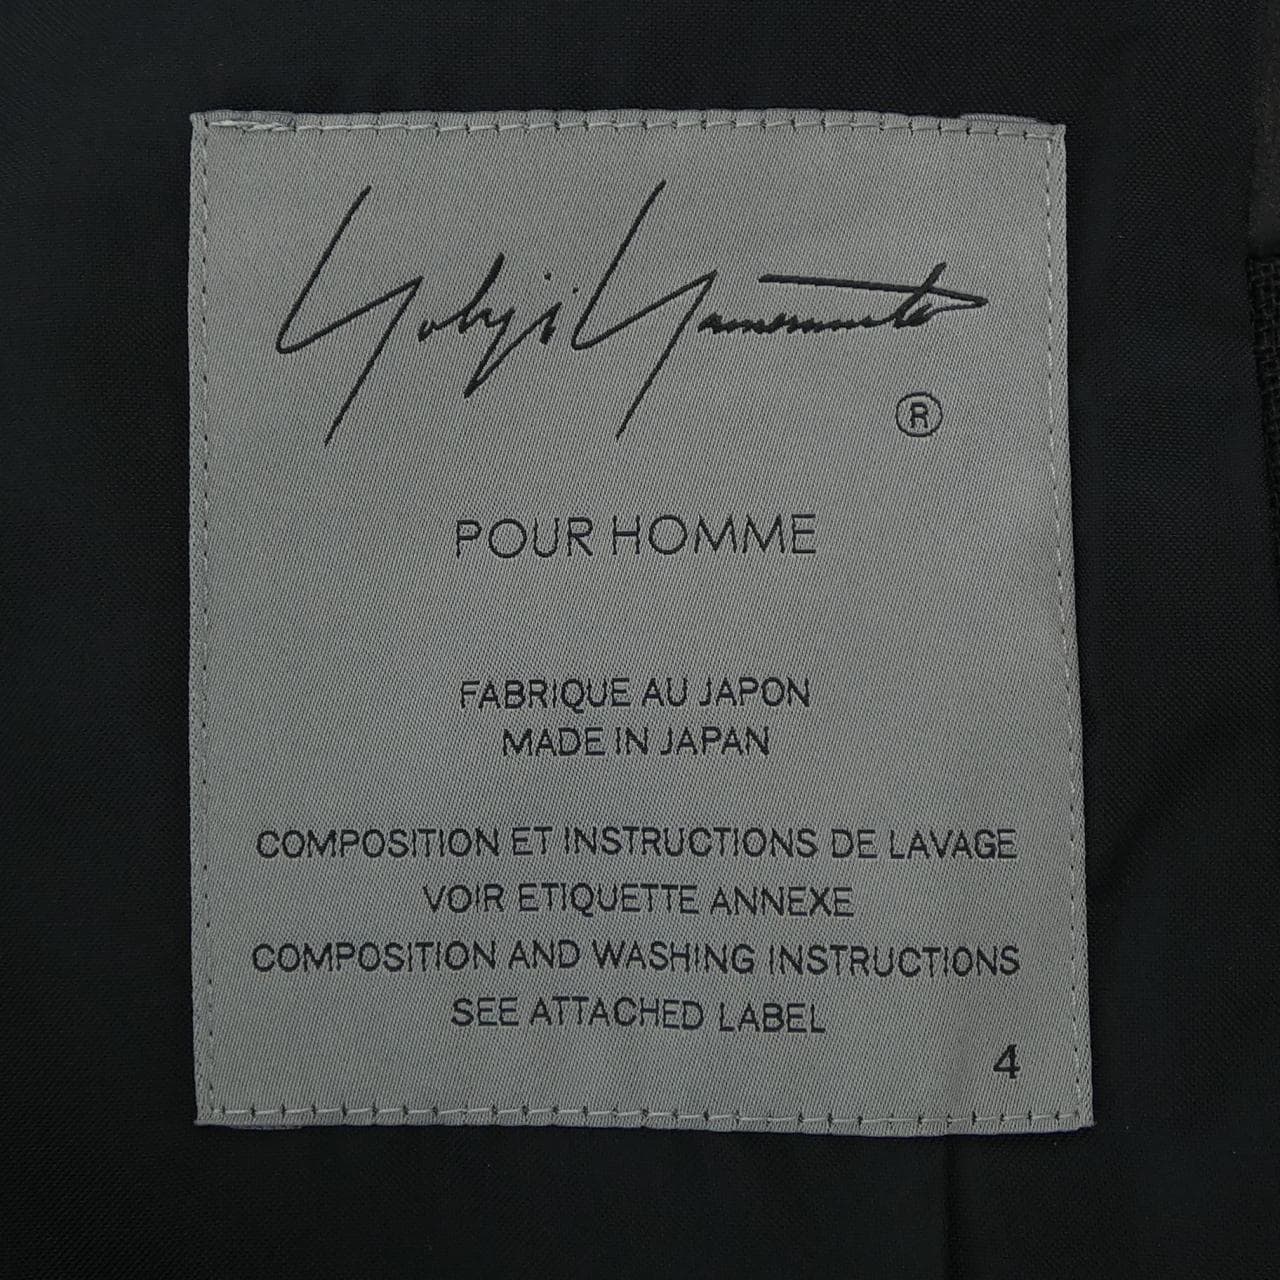 Yohji Yamamoto
®
POUR HOMME
FABRIQUE AU JAPON
MADE IN JAPAN
COMPOSITION ET INSTRUCTIONS DE LAVAGE
VOIR ETIQUETTE ANNEXE
COMPOSITION AND WASHING INSTRUCTIONS
SEE ATTACHED LABEL
4